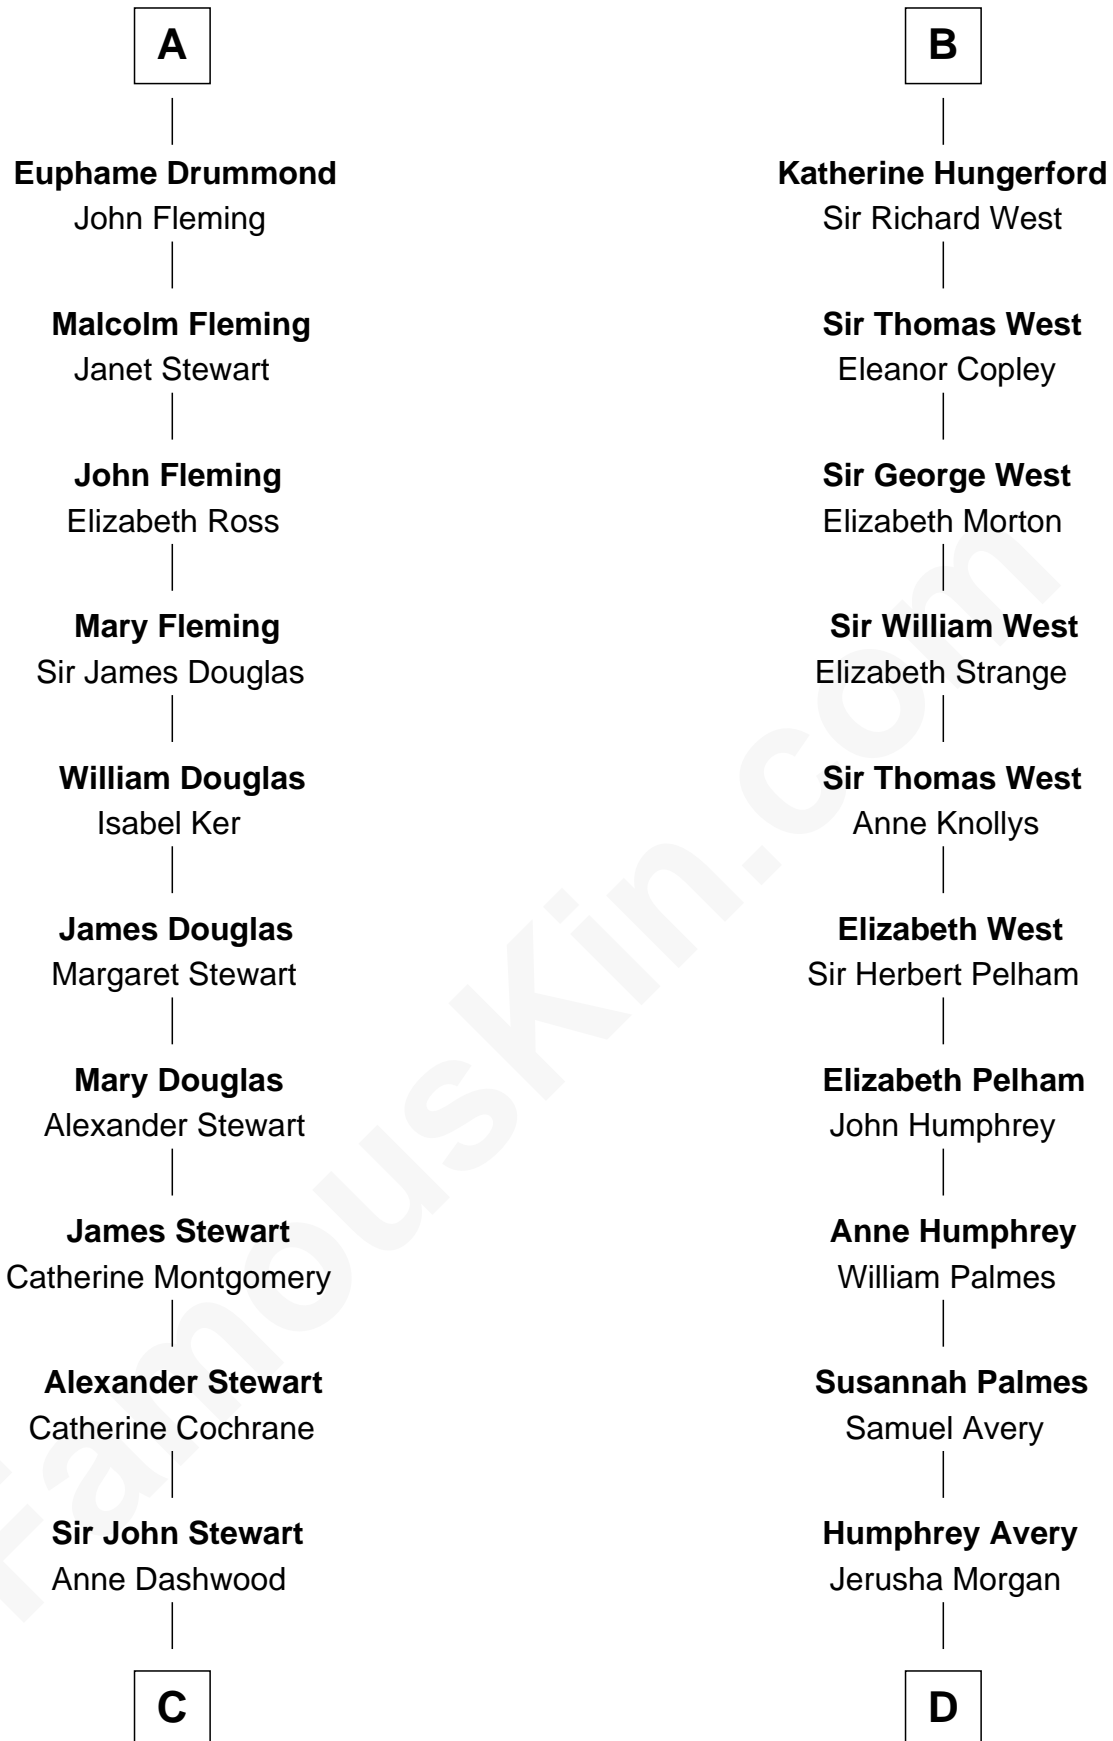 A
Euphame Drummond
John Fleming
Malcolm Fleming
Janet Stewart
John Fleming
Elizabeth Ross
Mary Fleming
Sir James Douglas
William Douglas
Isabel Ker
James Douglas
Margaret Stewart
Mary Douglas
Alexander Stewart
James Stewart
Catherine Montgomery
Alexander Stewart
Catherine Cochrane
Sir John Stewart
Anne Dashwood
C
B
Katherine Hungerford
Sir Richard West
Sir Thomas West
Eleanor Copley
Sir George West
Elizabeth Morton
Sir William West
Elizabeth Strange
Sir Thomas West
Anne Knollys
Elizabeth West
Sir Herbert Pelham
Elizabeth Pelham
John Humphrey
Anne Humphrey
William Palmes
Susannah Palmes
Samuel Avery
Humphrey Avery
Jerusha Morgan
D
FamousKin.com